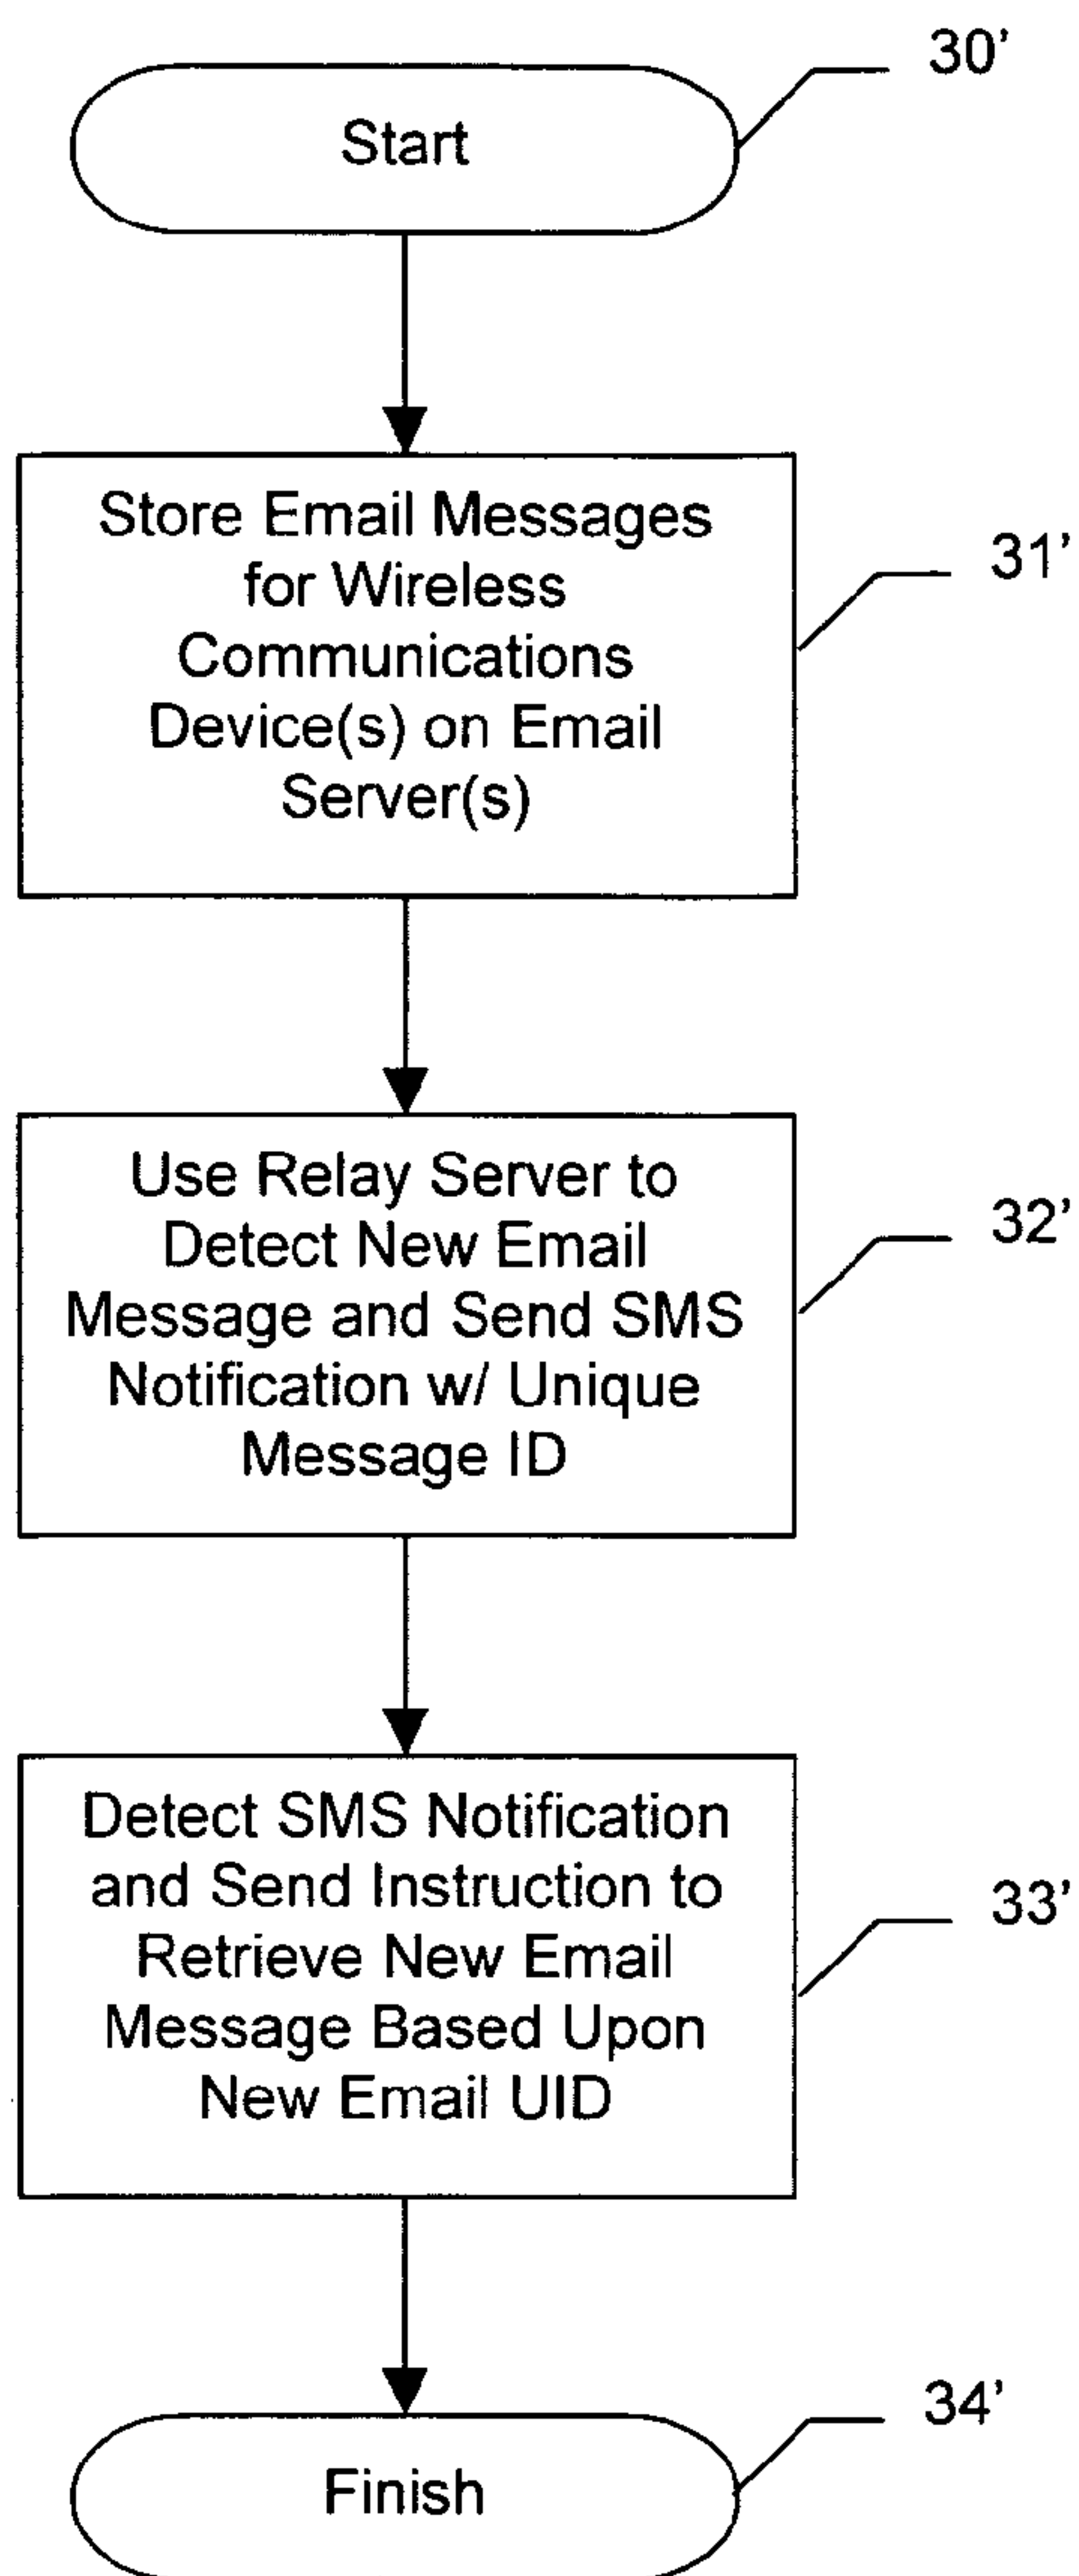 30’
Start
Store Email Messages
for Wireless
Communications
Device(s) on Email
Server(s)
31’
Use Relay Server to
Detect New Email
Message and Send SMS
Notification w/ Unique
Message ID
32’
Detect SMS Notification
and Send Instruction to
Retrieve New Email
Message Based Upon
New Email UID
33’
34’
Finish